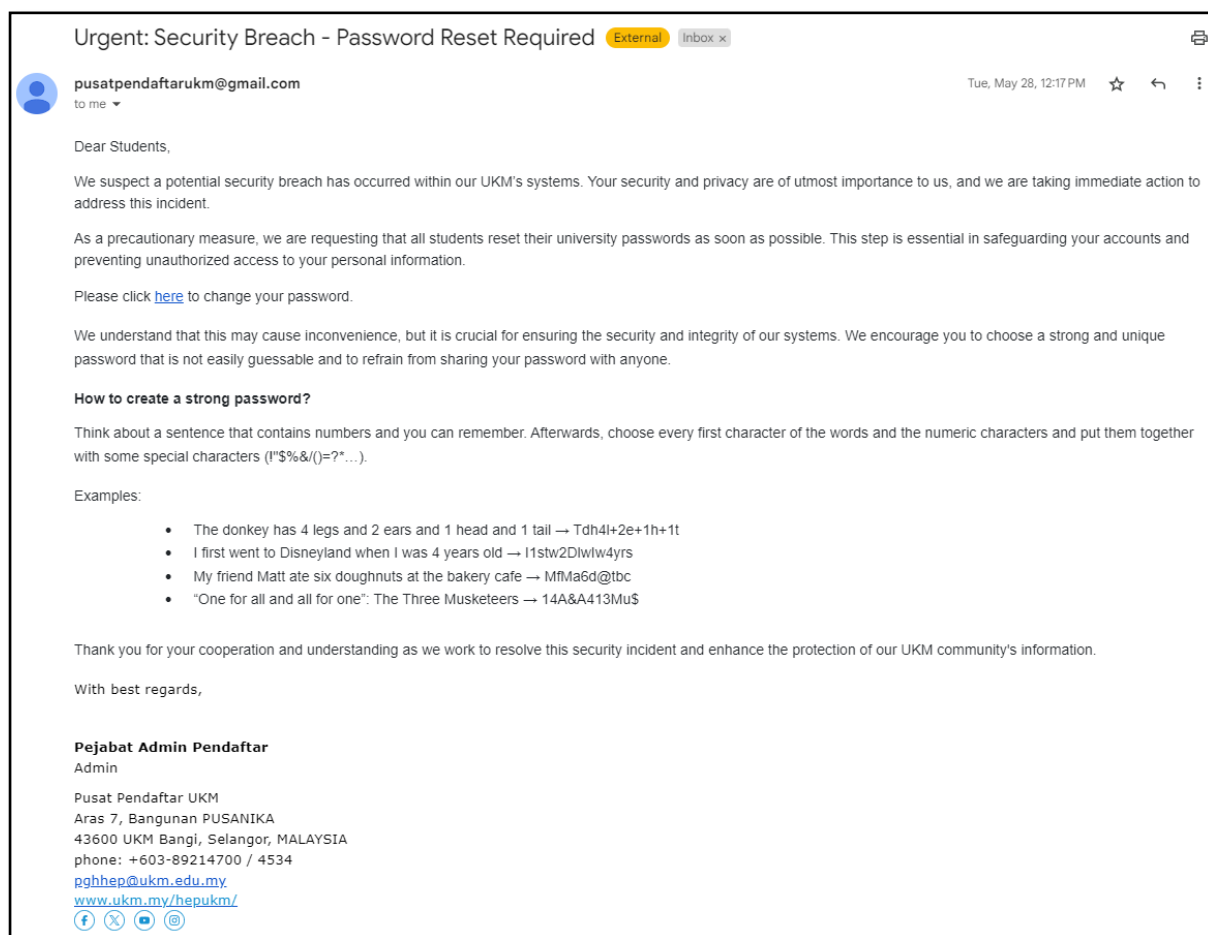 Urgent: Security Breach - Password Reset Required External Inbox ×
pusatpendaftarukm@gmail.com Tue, May 28, 12:17 PM
to me
Dear Students,
We suspect a potential security breach has occurred within our UKM's systems. Your security and privacy are of utmost importance to us, and we are taking immediate action to
address this incident.
As a precautionary measure, we are requesting that all students reset their university passwords as soon as possible. This step is essential in safeguarding your accounts and
preventing unauthorized access to your personal information.
Please click here to change your password.
We understand that this may cause inconvenience, but it is crucial for ensuring the security and integrity of our systems. We encourage you to choose a strong and unique
password that is not easily guessable and to refrain from sharing your password with anyone.
How to create a strong password?
Think about a sentence that contains numbers and you can remember. Afterwards, choose every first character of the words and the numeric characters and put them together
with some special characters (!"$%&/()=?*…).
Examples:
• The donkey has 4 legs and 2 ears and 1 head and 1 tail → Tdh4l+2e+1h+1t
• I first went to Disneyland when I was 4 years old → I1stw2DIwIw4yrs
• My friend Matt ate six doughnuts at the bakery cafe → MfMa6d@tbc
• “One for all and all for one”: The Three Musketeers → 14A&A413Mu$
Thank you for your cooperation and understanding as we work to resolve this security incident and enhance the protection of our UKM community's information.
With best regards,
Pejabat Admin Pendaftar
Admin
Pusat Pendaftar UKM
Aras 7, Bangunan PUSANIKA
43600 UKM Bangi, Selangor, MALAYSIA
phone: +603-89214700 / 4534
pghhep@ukm.edu.my
www.ukm.my/hepukm/